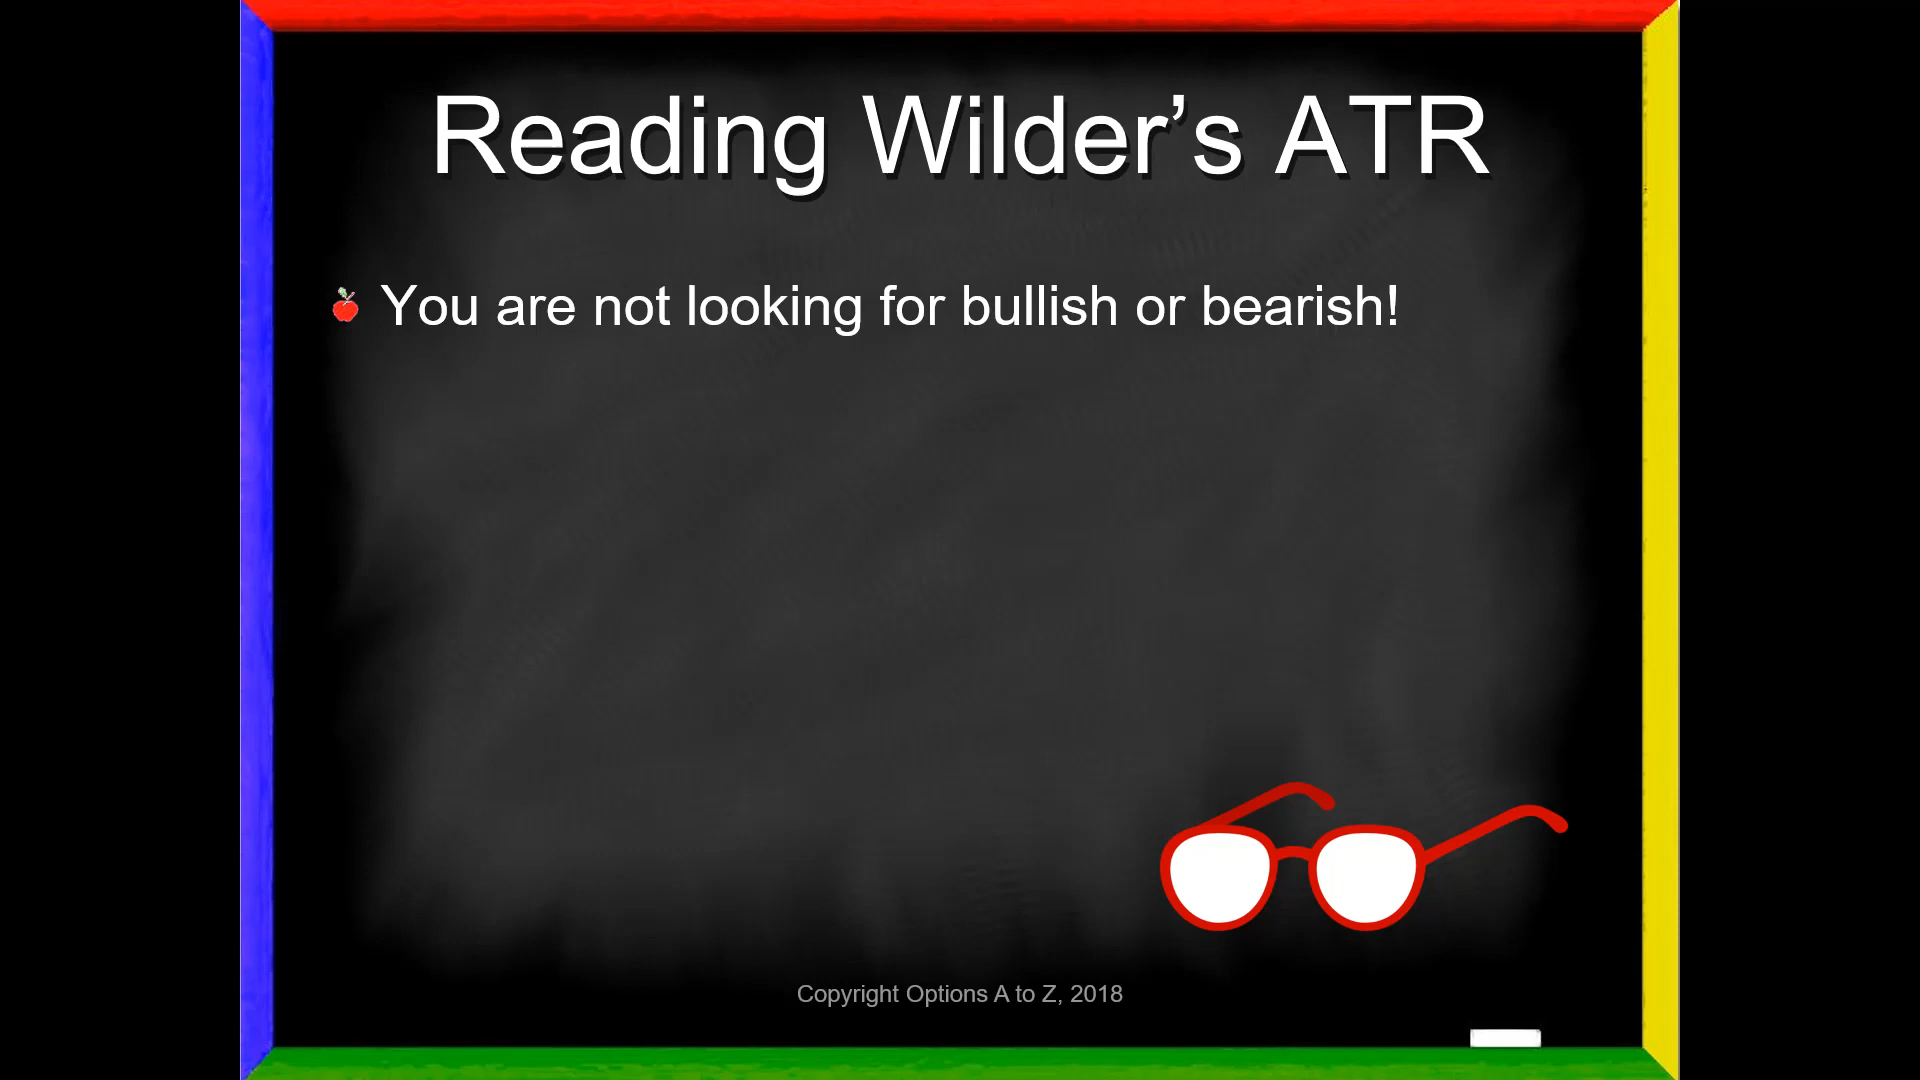 Reading Wilder’s ATR
You are not looking for bullish or bearish!
Copyright Options A to Z, 2018